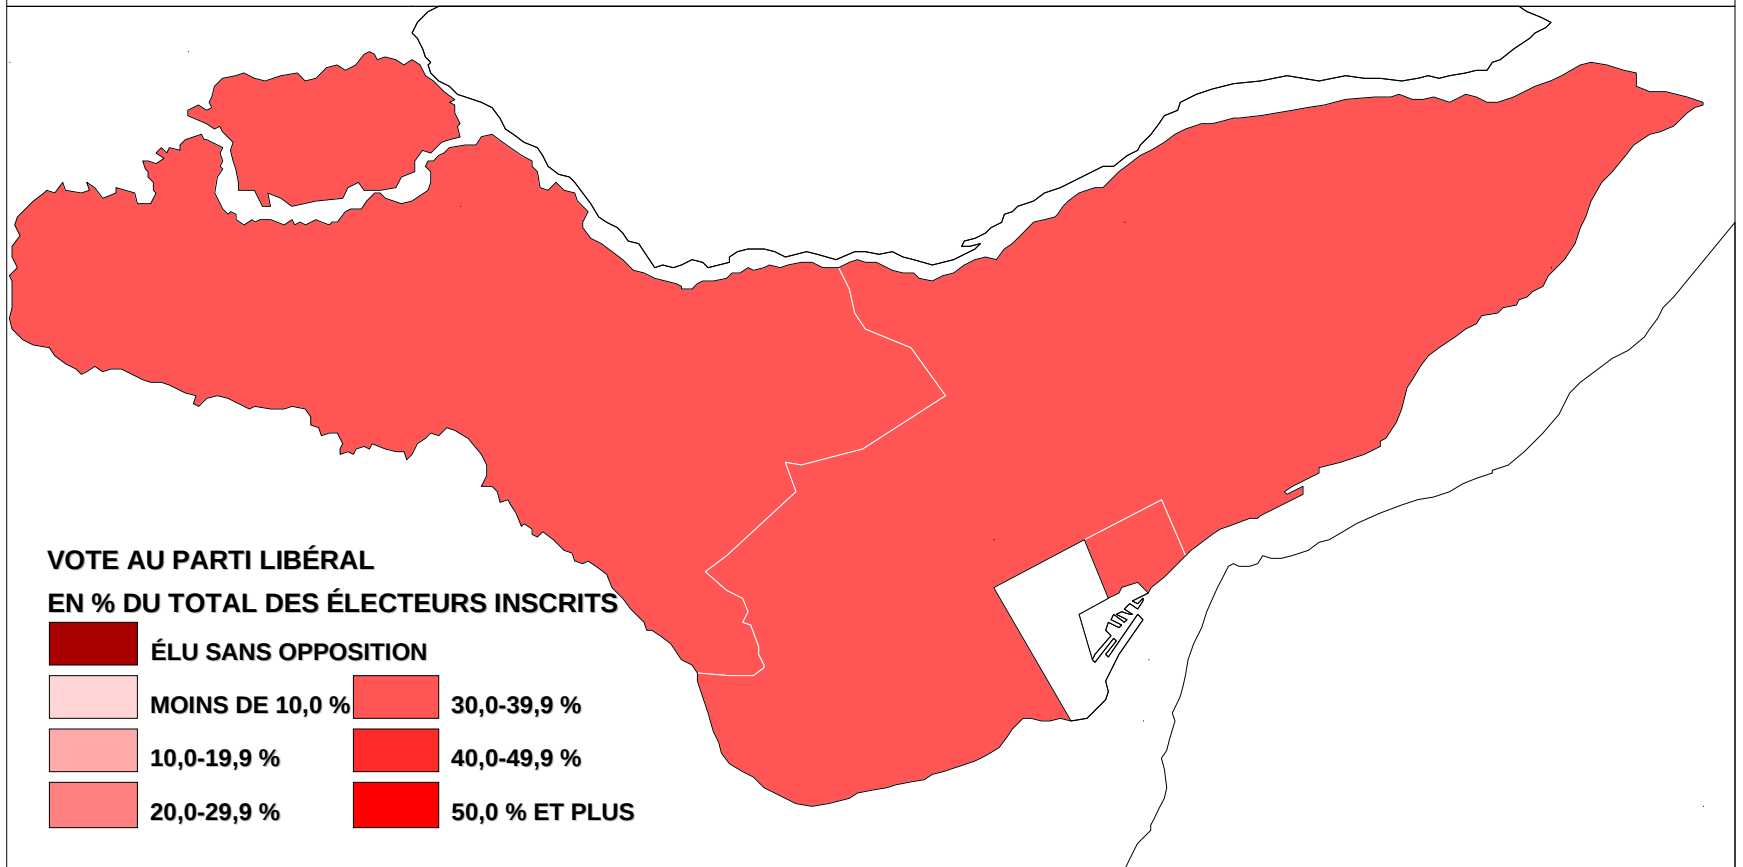 VOTE AU PARTI LIBÉRAL
EN % DU TOTAL DES ÉLECTEURS INSCRITS
ÉLU SANS OPPOSITION
MOINS DE 10,0 %
10,0-19,9 %
20,0-29,9 %
30,0-39,9 %
40,0-49,9 %
50,0 % ET PLUS